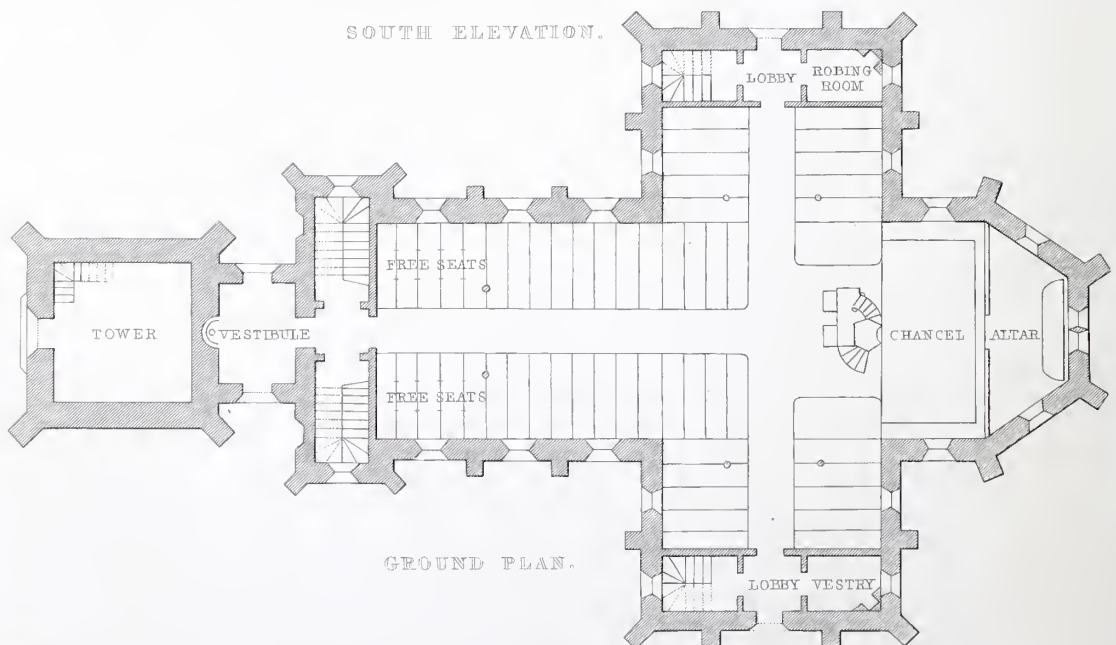 SOUTH ELEVATION.
LOBBY
ROBING
ROOM
FREE SEATS
TOWER
VESTIBULE
CHANCEL
ALTAR
FREE SEATS
GROUND PLAN.
LOBBY
VESTRY